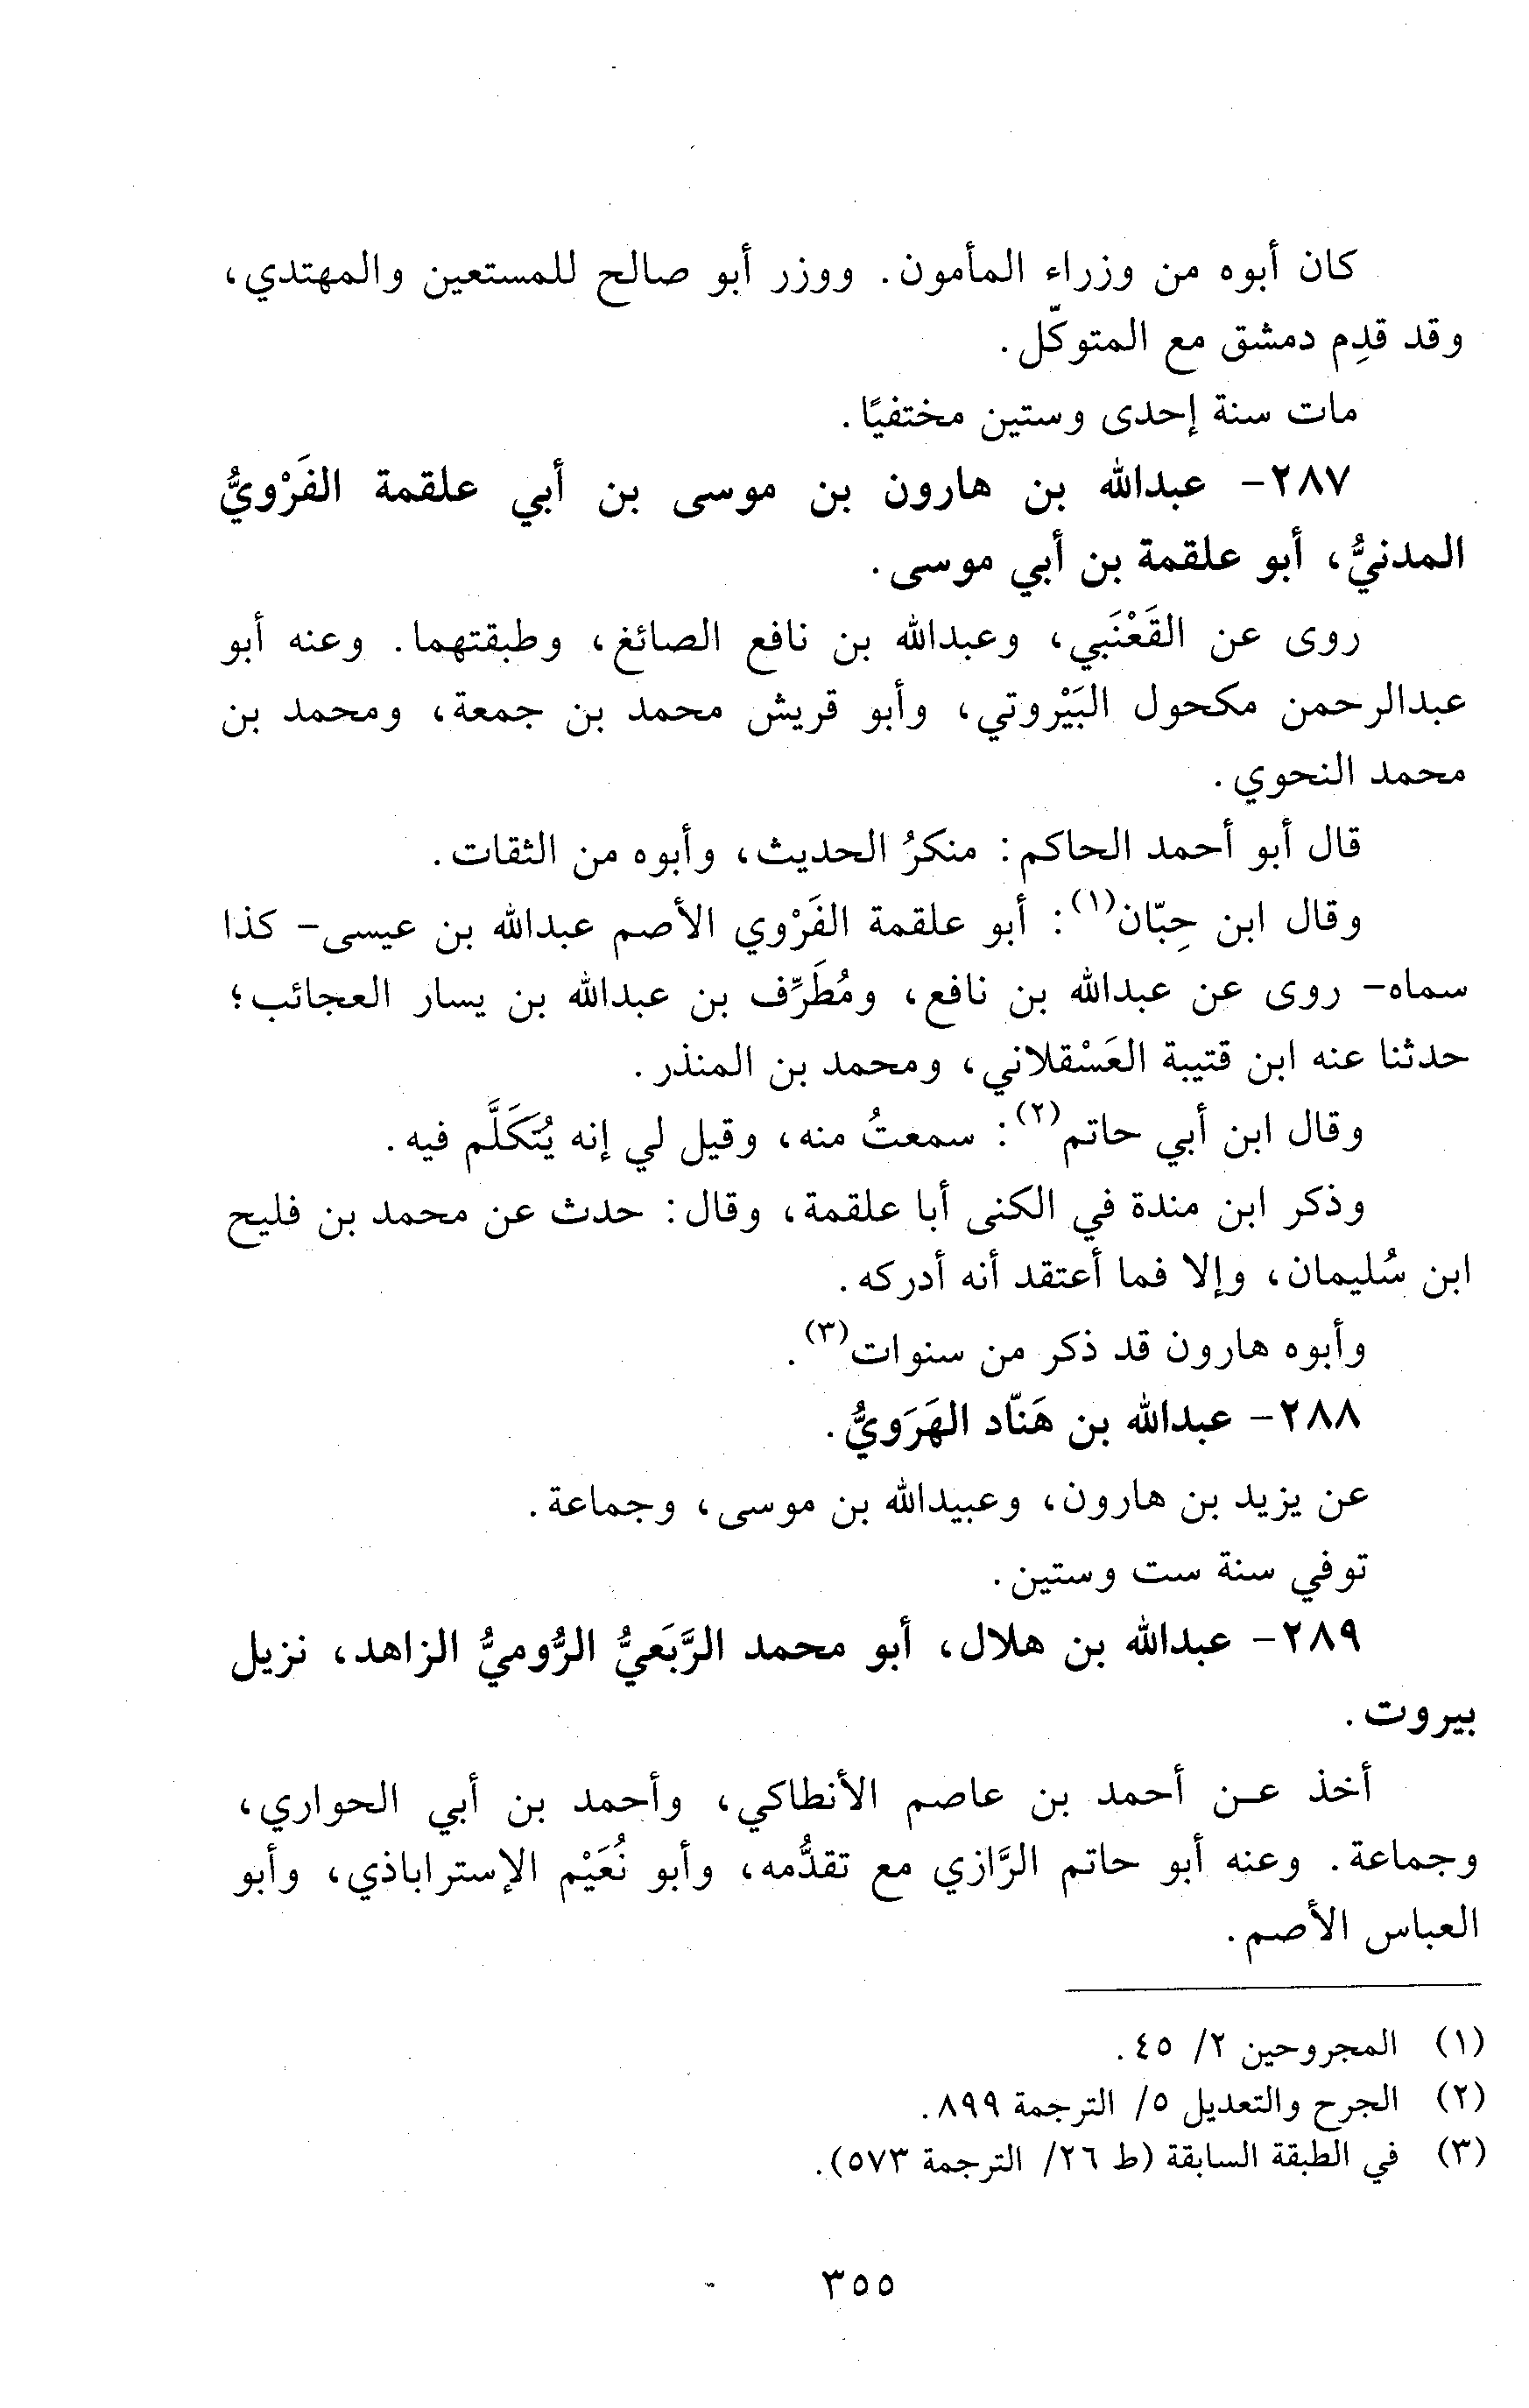 كان أبوه من وزراء المأمون. ووزر أبو صالح للمستعين والمهتدي،
وقد قدِم دمشق مع المتوكّل.
مات سنة إحدى وستين مختفيًا.
٢٨٧- عبدالله بن هارون بن موسى بن أبي علقمة الفَرْويُّ
المدنيُّ، أبو علقمة بن أبي موسى.
روى عن القَعْنَبي، وعبدالله بن نافع الصائغ، وطبقتهما. وعنه أبو
عبدالرحمن مكحول البَيْروتي، وأبو قريش محمد بن جمعة، ومحمد بن
محمد النحوي.
قال أبو أحمد الحاكم: منكرُ الحديث، وأبوه من الثقات.
وقال ابن حِبّان(١): أبو علقمة الفَرْوي الأصم عبدالله بن عيسى- كذا
سماه- روى عن عبدالله بن نافع، ومُطَرِّف بن عبدالله بن يسار العجائب؛
حدثنا عنه ابن قتيبة العَسْقلاني، ومحمد بن المنذر.
وقال ابن أبي حاتم(٢): سمعتُ منه، وقيل لي إنه يُتَكَلَّم فيه.
وذكر ابن مندة في الكنى أبا علقمة، وقال: حدث عن محمد بن فليح
ابن سُليمان، وإلا فما أعتقد أنه أدركه.
وأبوه هارون قد ذكر من سنوات(٣).
٢٨٨- عبدالله بن هَنّاد الهَرَويُّ.
عن يزيد بن هارون، وعبيدالله بن موسى، وجماعة.
توفي سنة ست وستين.
٢٨٩- عبدالله بن هلال، أبو محمد الرَّبَعيُّ الرُّوميُّ الزاهد، نزيل
بيروت.
أخذ عن أحمد بن عاصم الأنطاكي، وأحمد بن أبي الحواري،
وجماعة. وعنه أبو حاتم الرَّازي مع تقدُّمه، وأبو نُعَيْم الإستراباذي، وأبو
العباس الأصم.
(١) المجروحين ٢/ ٤٥.
(٢) الجرح والتعديل ٥/ الترجمة ٨٩٩.
(٣) في الطبقة السابقة (ط ٢٦/ الترجمة ٥٧٣).
٣٥٥